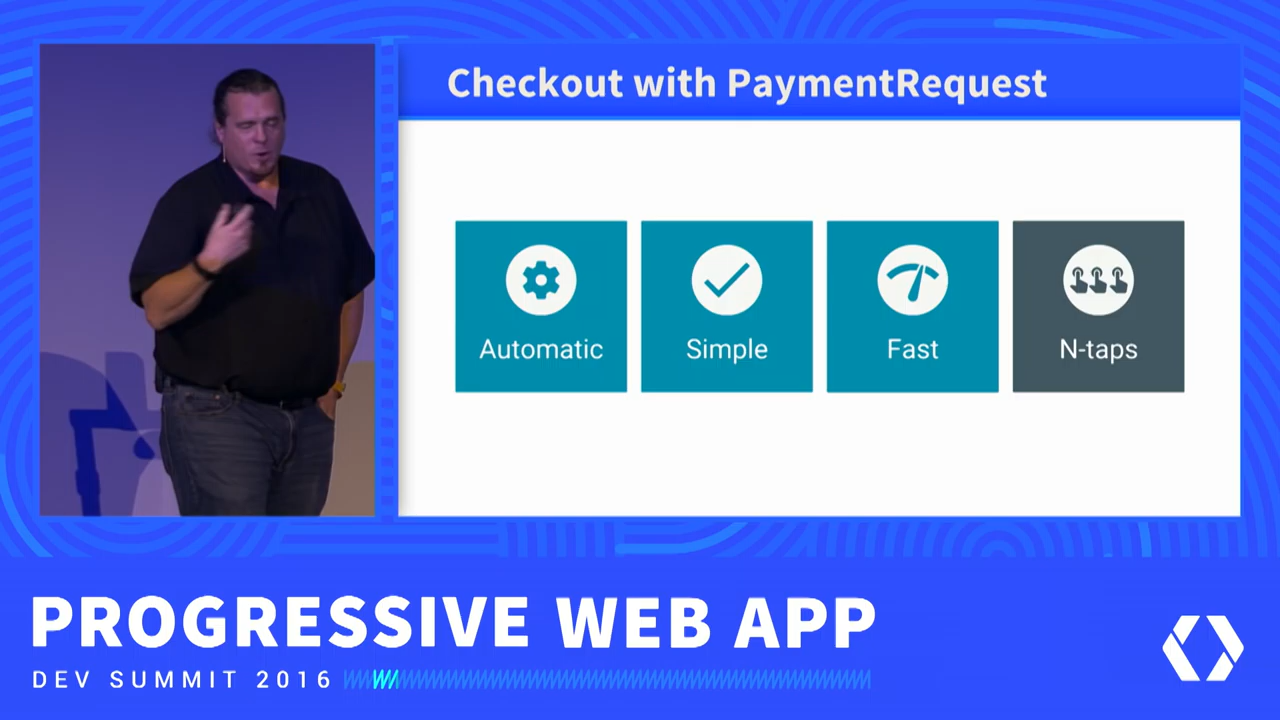 Checkout with PaymentRequest
Automatic
Simple
Fast
N-taps
PROGRESSIVE WEB APP
DEV SUMMIT 2016